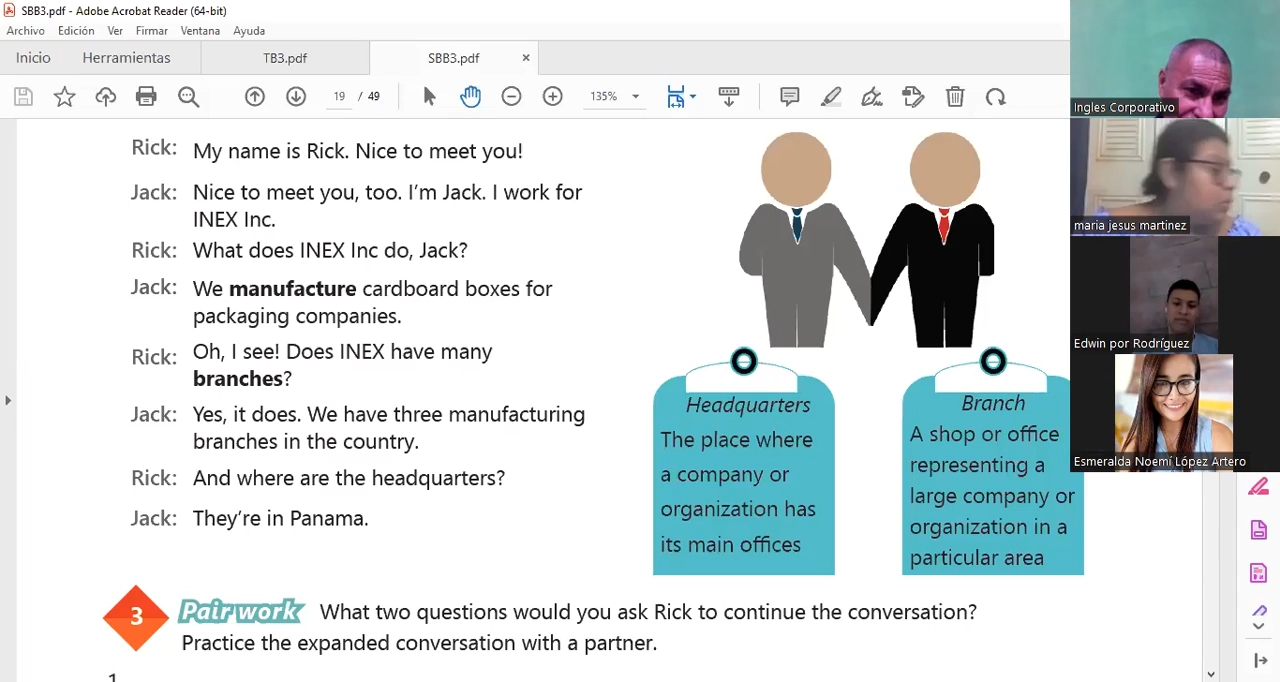 SBB3.pdf - Adobe Acrobat Reader (64-bit)
Archivo Edición Ver Firmar Ventana Ayuda
Inicio Herramientas TB3.pdf SBB3.pdf ×
19 / 49 135%
Rick: My name is Rick. Nice to meet you!
Jack: Nice to meet you, too. I'm Jack. I work for
INEX Inc.
Rick: What does INEX Inc do, Jack?
Jack: We manufacture cardboard boxes for
packaging companies.
Rick: Oh, I see! Does INEX have many
branches?
Jack: Yes, it does. We have three manufacturing
branches in the country.
Rick: And where are the headquarters?
Jack: They're in Panama.
Headquarters
The place where
a company or
organization has
its main offices
Branch
A shop or office
representing a
large company or
organization in a
particular area
3 Pair work What two questions would you ask Rick to continue the conversation?
Practice the expanded conversation with a partner.
Ingles Corporativo
maria jesus martinez
Edwin por Rodríguez
Esmeralda Noemí López Artero